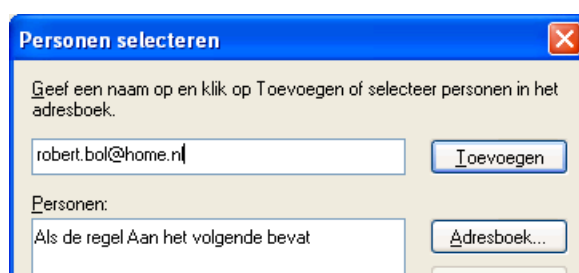 Personen selecteren
Geef een naam op en klik op Toevoegen of selecteer personen in het
adresboek.
robert.bol@home.nl
Toevoegen
Personen:
Als de regel Aan het volgende bevat
Adresboek...